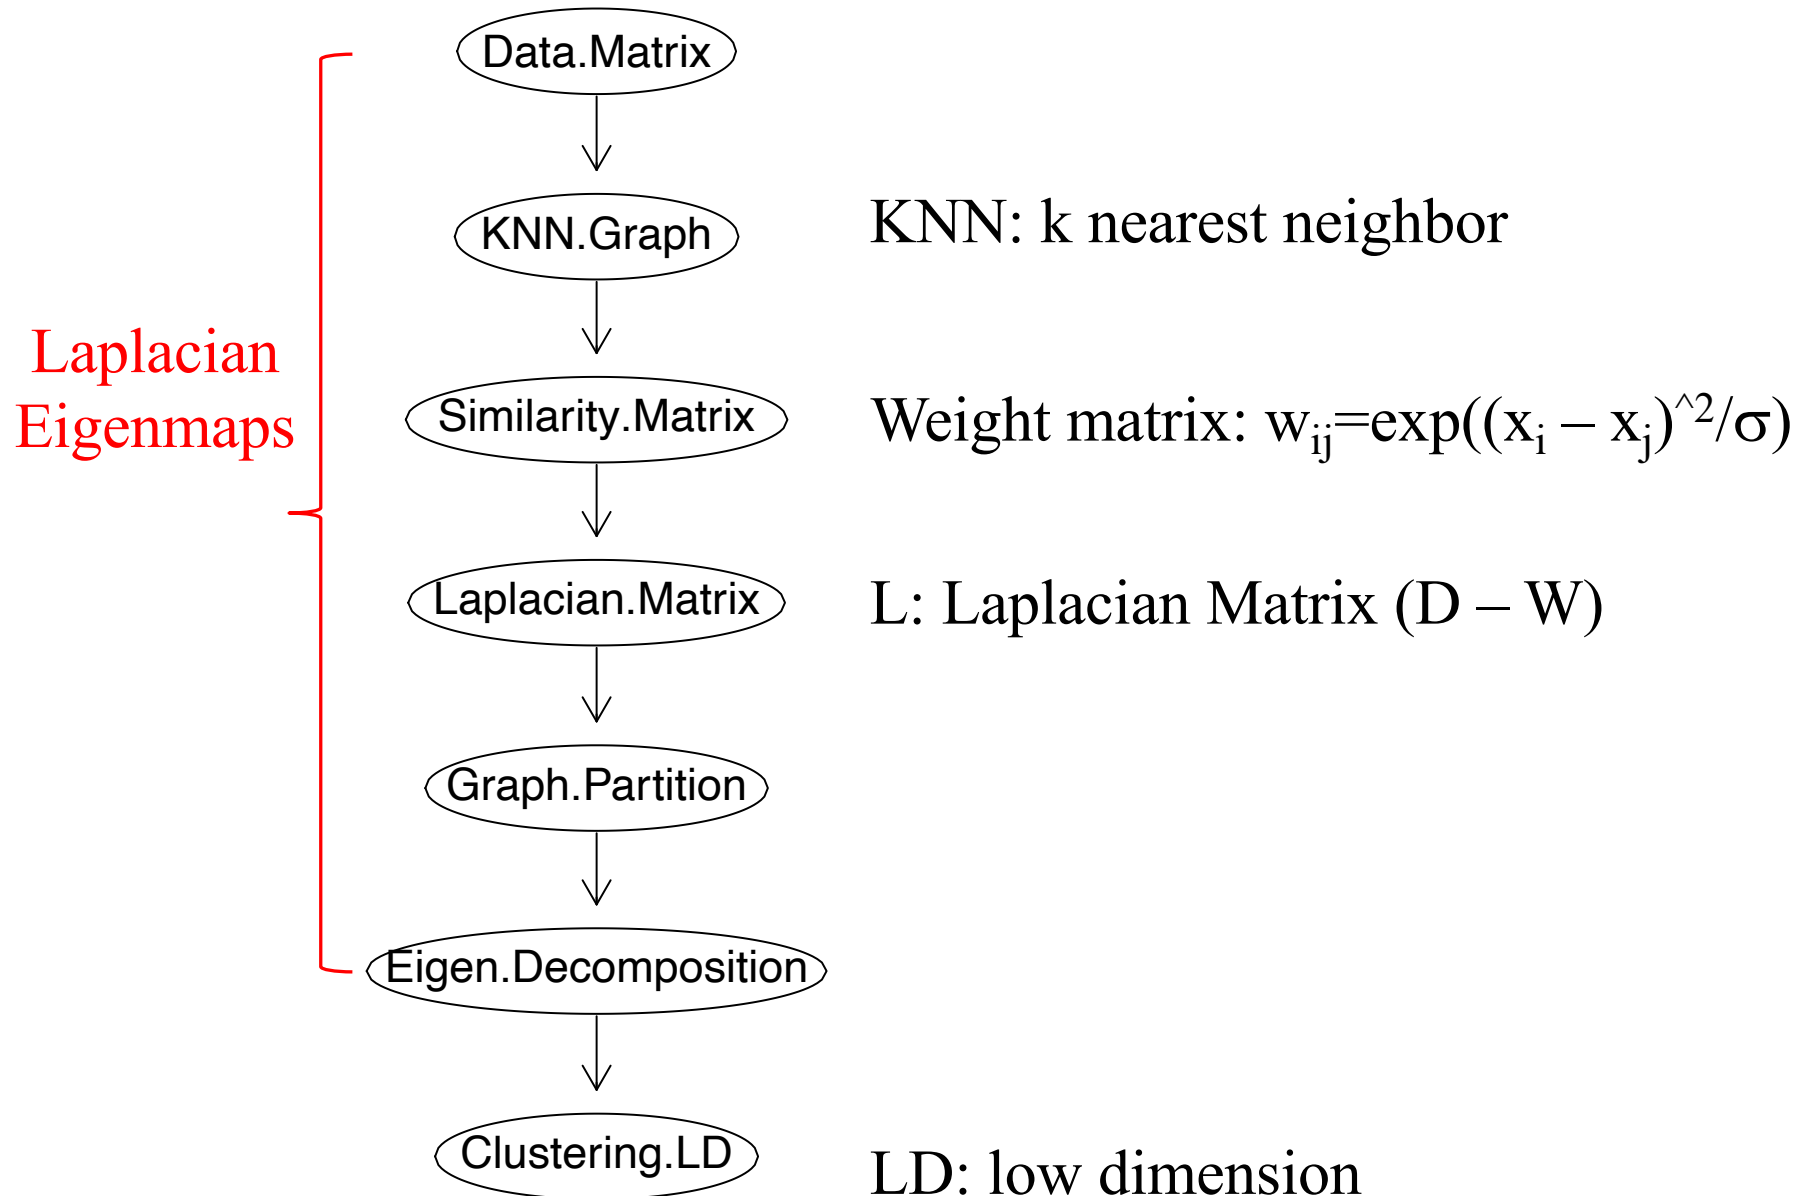 Data.Matrix
KNN.Graph
KNN: k nearest neighbor
Laplacian
Eigenmaps
Similarity.Matrix
Weight matrix: wij=exp((xi – xj)^2/σ)
Laplacian.Matrix
L: Laplacian Matrix (D – W)
Graph.Partition
Eigen.Decomposition
Clustering.LD
LD: low dimension